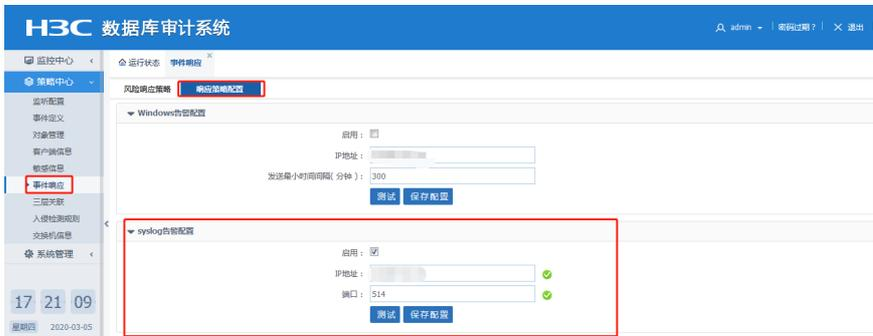 H3C 数据库审计系统
admin
密码过期？
退出
监控中心
运行状态 事件响应
策略中心
风险响应策略 响应策略配置
监听配置
事件定义
对象管理
客户端信息
敏感信息
事件响应
三层关联
入侵检测规则
交换机信息
系统管理
Windows告警配置
启用：
IP地址：
发送最小时间间隔( 分钟 )： 300
测试 保存配置
syslog告警配置
启用：
IP地址：
端口： 514
测试 保存配置
17 21 09
星期四 2020-03-05